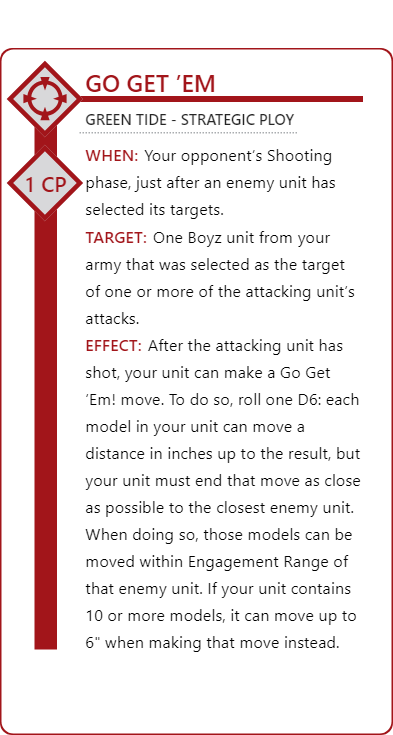 GO GET ’EM
GREEN TIDE - STRATEGIC PLOY
1 CP
WHEN: Your opponent’s Shooting
phase, just after an enemy unit has
selected its targets.
TARGET: One Boyz unit from your
army that was selected as the target
of one or more of the attacking unit’s
attacks.
EFFECT: After the attacking unit has
shot, your unit can make a Go Get
’Em! move. To do so, roll one D6: each
model in your unit can move a
distance in inches up to the result, but
your unit must end that move as close
as possible to the closest enemy unit.
When doing so, those models can be
moved within Engagement Range of
that enemy unit. If your unit contains
10 or more models, it can move up to
6" when making that move instead.